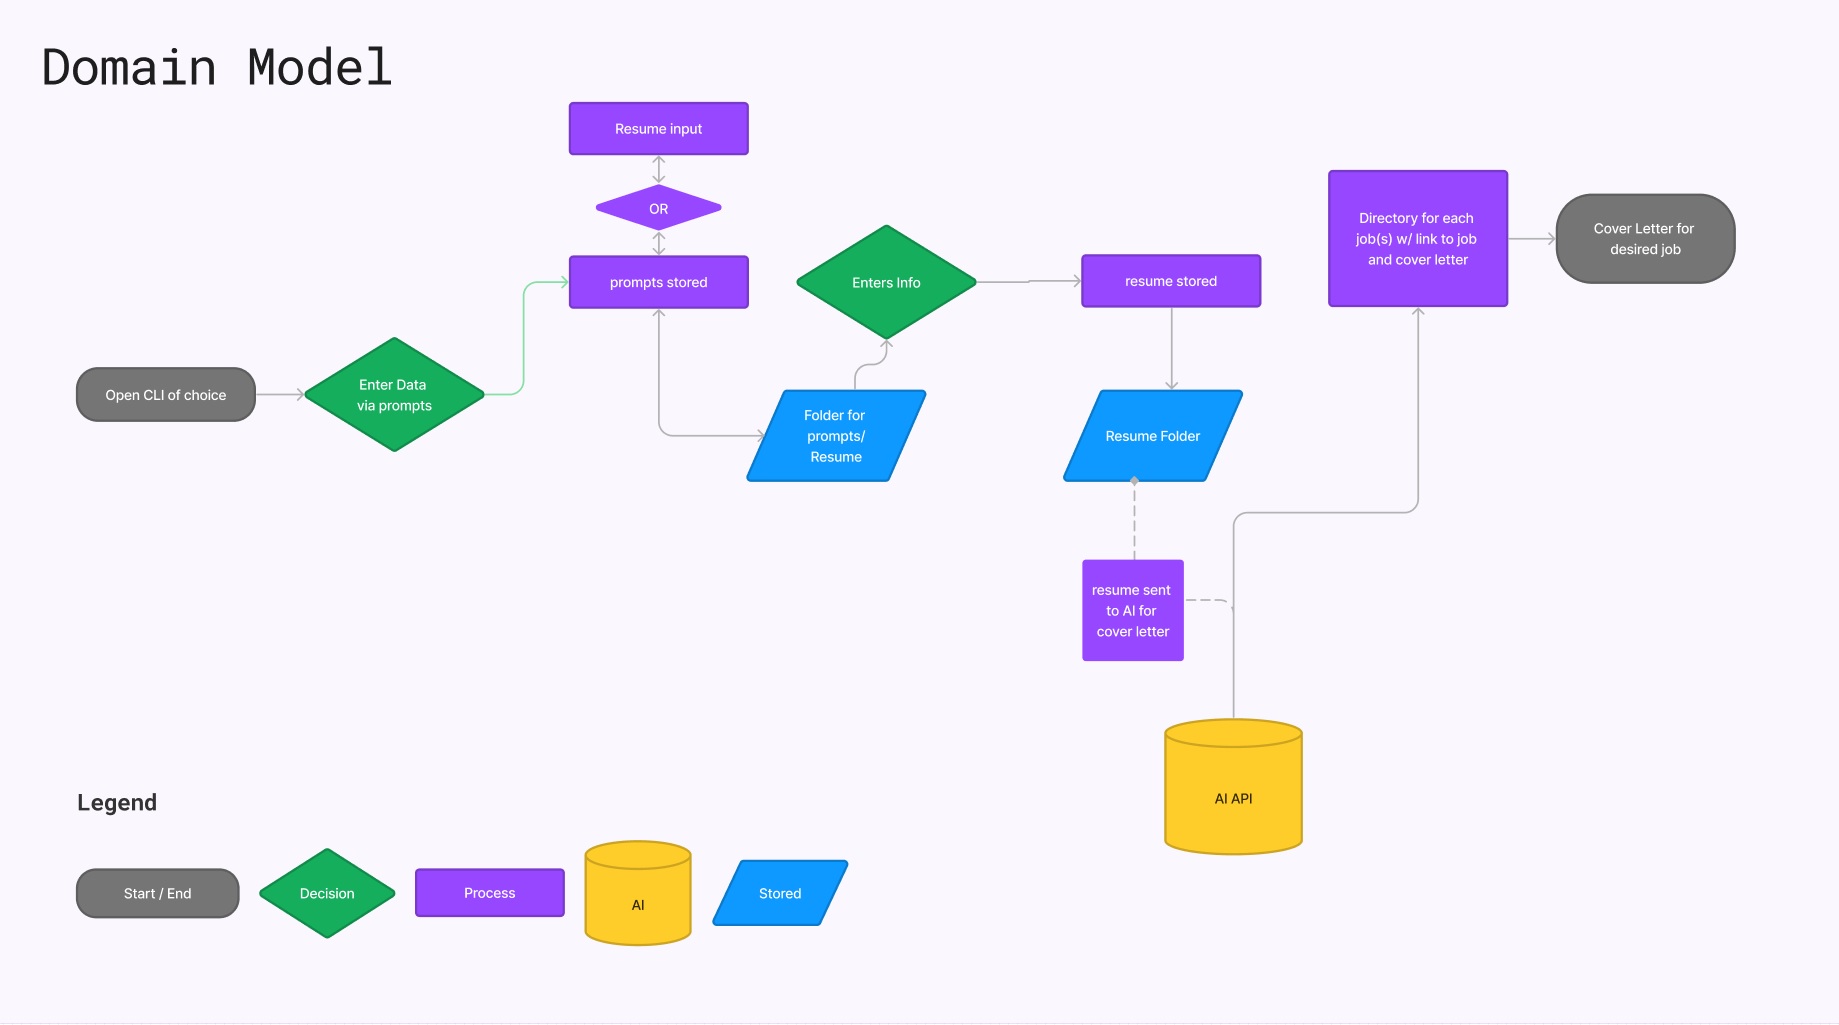 Domain Model
Resume input
OR
prompts stored
Open CLI of choice
Enter Data
via prompts
Folder for
prompts/
Resume
Enters Info
resume stored
Resume Folder
resume sent
to AI for
cover letter
AI API
Directory for each
job(s) w/ link to job
and cover letter
Cover Letter for
desired job
Legend
Start / End
Decision
Process
AI
Stored